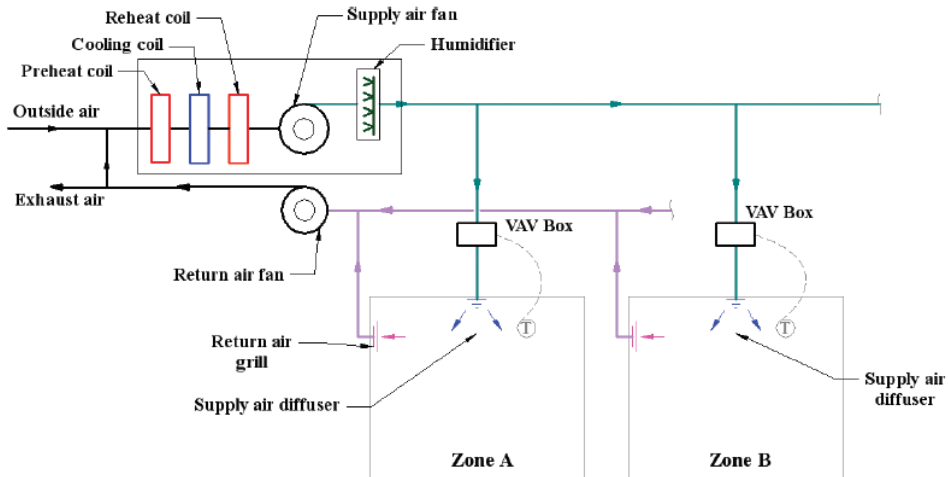 Reheat coil
Supply air fan
Cooling coil
Humidifier
Preheat coil
Outside air
Exhaust air
VAV Box
VAV Box
Return air fan
T
T
Return air
grill
Supply air diffuser
Supply air
diffuser
Zone A
Zone B